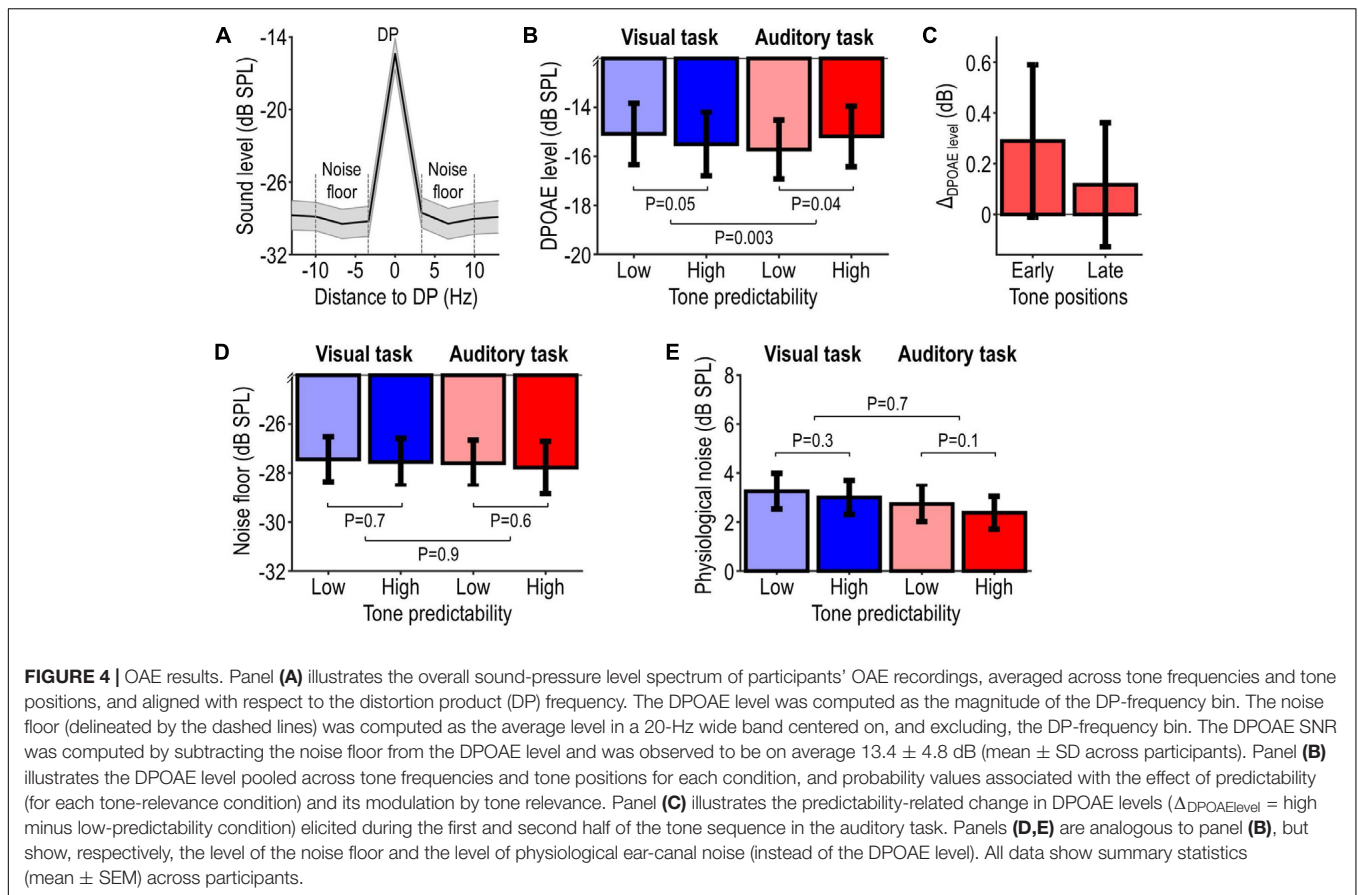 A
Sound level (dB SPL)
-14
-20
-26
-32
DP
Noise
floor
Noise
floor
-10 -5 0 5 10
Distance to DP (Hz)
B
Visual task Auditory task
DPOAE level (dB SPL)
-14
-16
-18
-20
P=0.05 P=0.04
P=0.003
Low High Low High
Tone predictability
C
Δ DPOAE level (dB)
0.6
0.4
0.2
0
Early Late
Tone positions
D
Visual task Auditory task
Noise floor (dB SPL)
-26
-28
-30
-32
P=0.7 P=0.6
P=0.9
Low High Low High
Tone predictability
E
Visual task Auditory task
Physiological noise (dB SPL)
8
6
4
2
0
P=0.7
P=0.3 P=0.1
Low High Low High
Tone predictability
FIGURE 4 | OAE results. Panel (A) illustrates the overall sound-pressure level spectrum of participants' OAE recordings, averaged across tone frequencies and tone
positions, and aligned with respect to the distortion product (DP) frequency. The DPOAE level was computed as the magnitude of the DP-frequency bin. The noise
floor (delineated by the dashed lines) was computed as the average level in a 20-Hz wide band centered on, and excluding, the DP-frequency bin. The DPOAE SNR
was computed by subtracting the noise floor from the DPOAE level and was observed to be on average 13.4 ± 4.8 dB (mean ± SD across participants). Panel (B)
illustrates the DPOAE level pooled across tone frequencies and tone positions for each condition, and probability values associated with the effect of predictability
(for each tone-relevance condition) and its modulation by tone relevance. Panel (C) illustrates the predictability-related change in DPOAE levels (ΔDPOAElevel = high
minus low-predictability condition) elicited during the first and second half of the tone sequence in the auditory task. Panels (D,E) are analogous to panel (B), but
show, respectively, the level of the noise floor and the level of physiological ear-canal noise (instead of the DPOAE level). All data show summary statistics
(mean ± SEM) across participants.